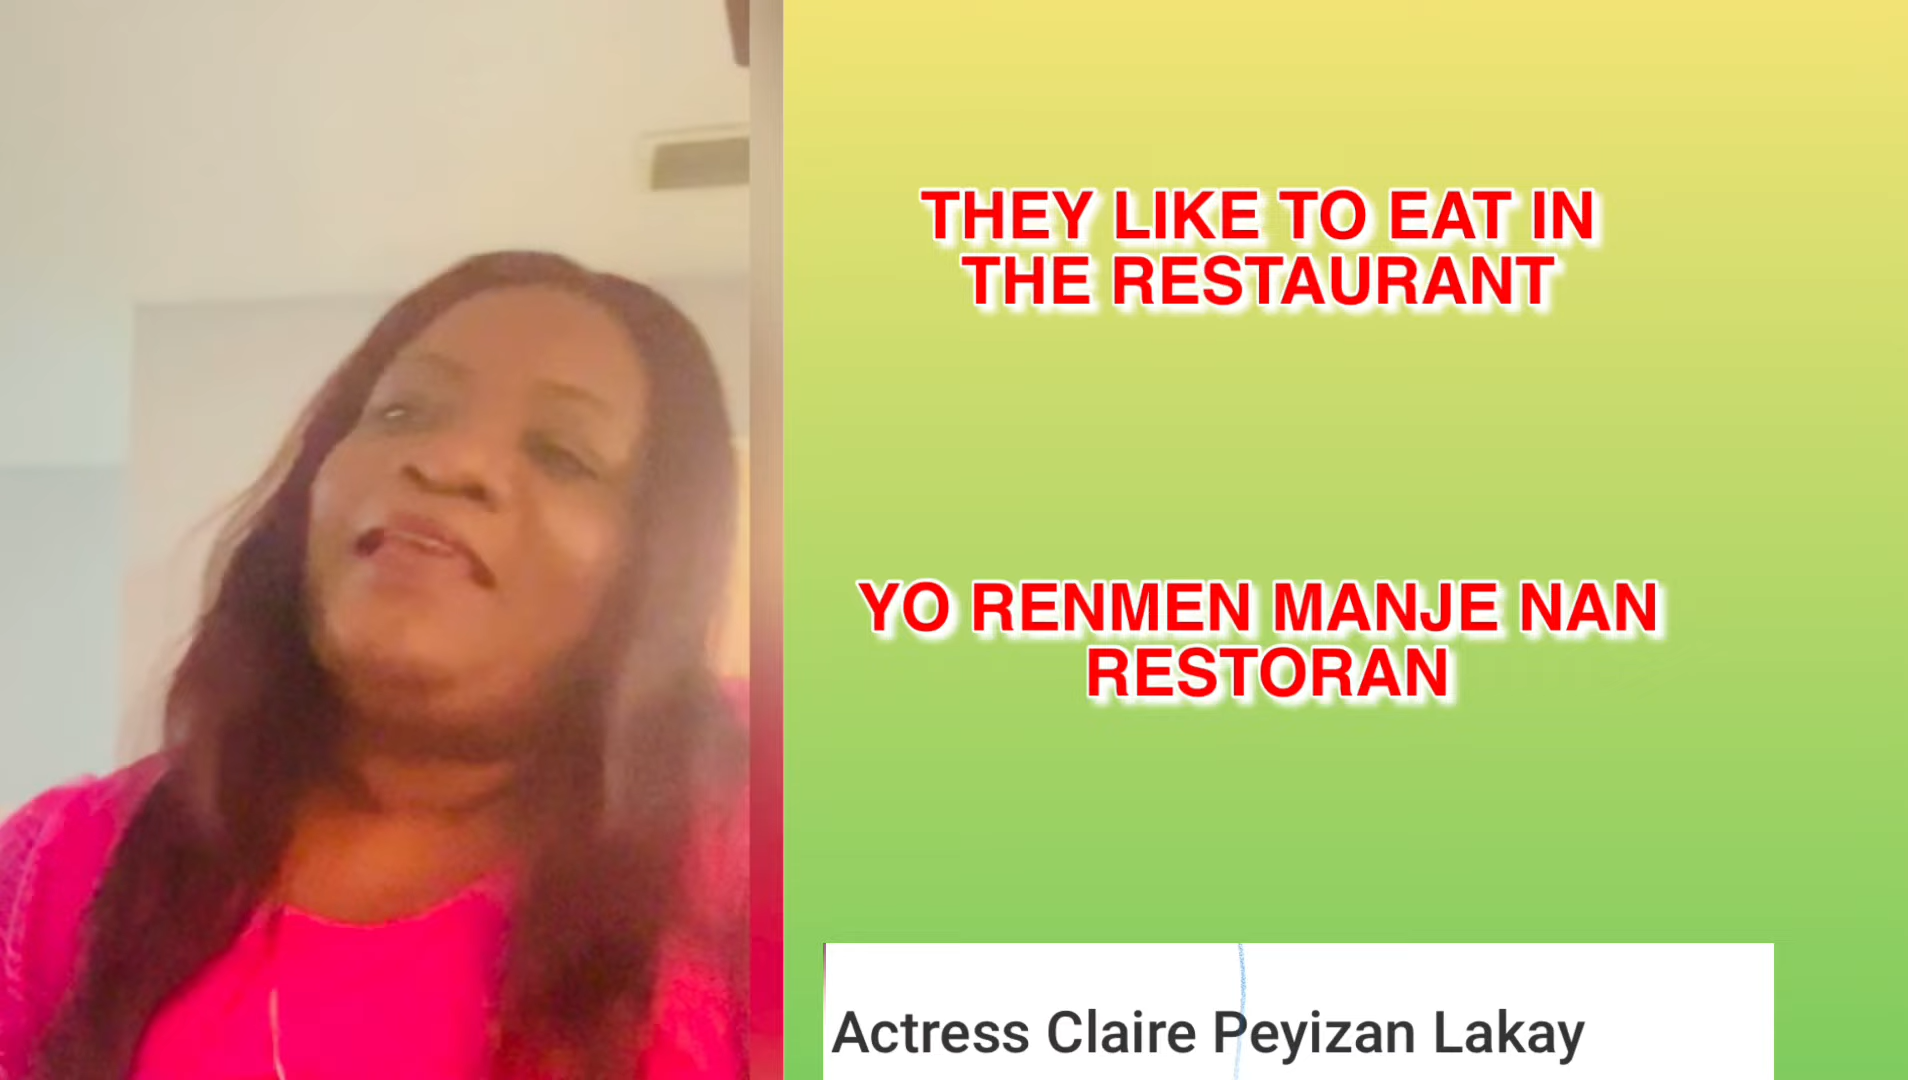 THEY LIKE TO EAT IN
THE RESTAURANT
YO RENMEN MANJE NAN
RESTORAN
Actress Claire Peyizan Lakay